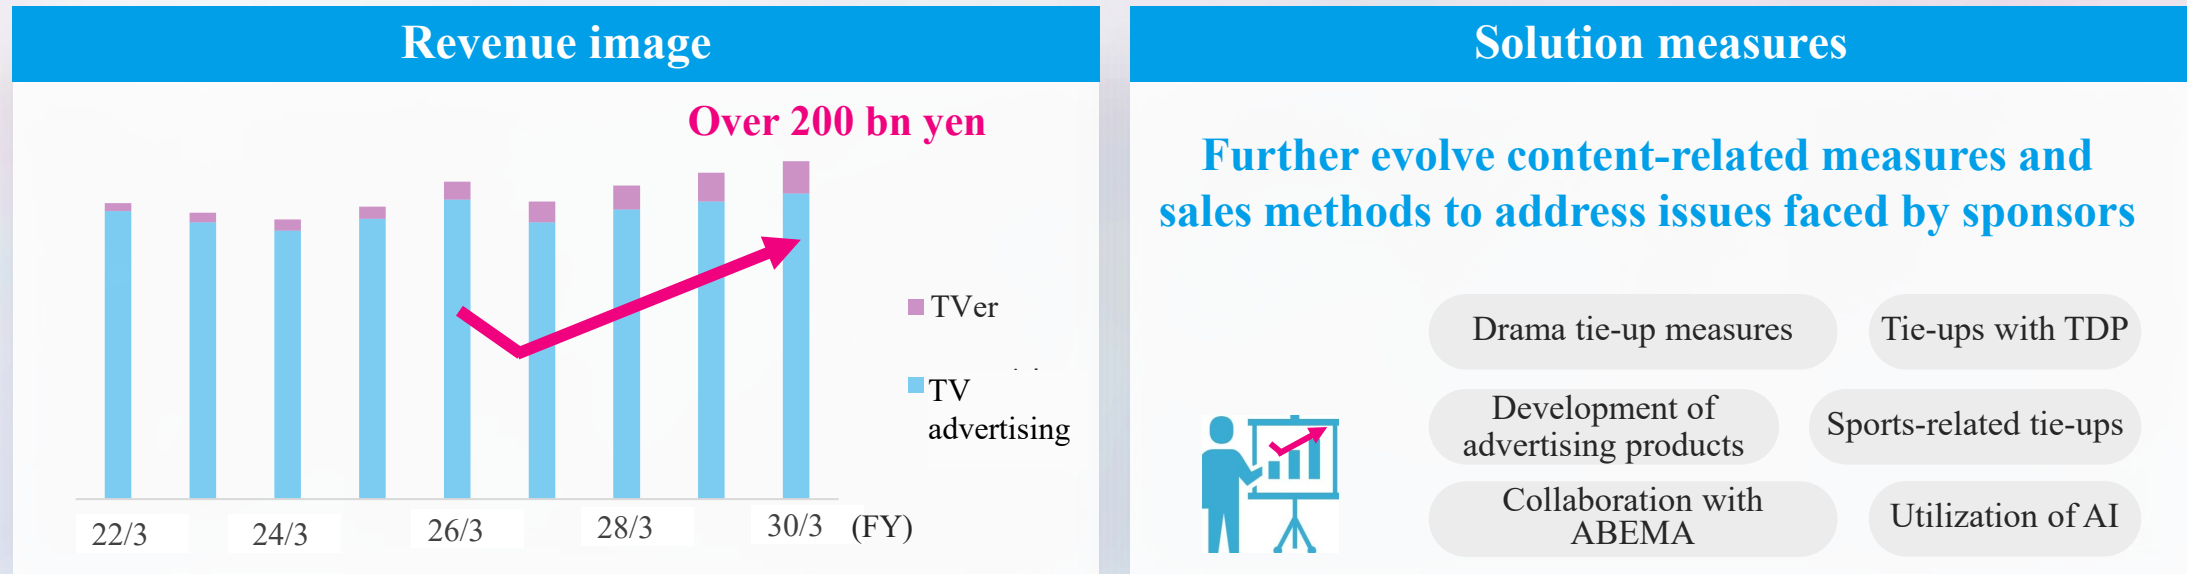 Revenue image
Over 200 bn yen
TVer
TV
advertising
22/3
24/3
26/3
28/3
30/3
(FY)
Solution measures
Further evolve content-related measures and
sales methods to address issues faced by sponsors
Drama tie-up measures
Tie-ups with TDP
Development of
advertising products
Sports-related tie-ups
Collaboration with
ABEMA
Utilization of AI